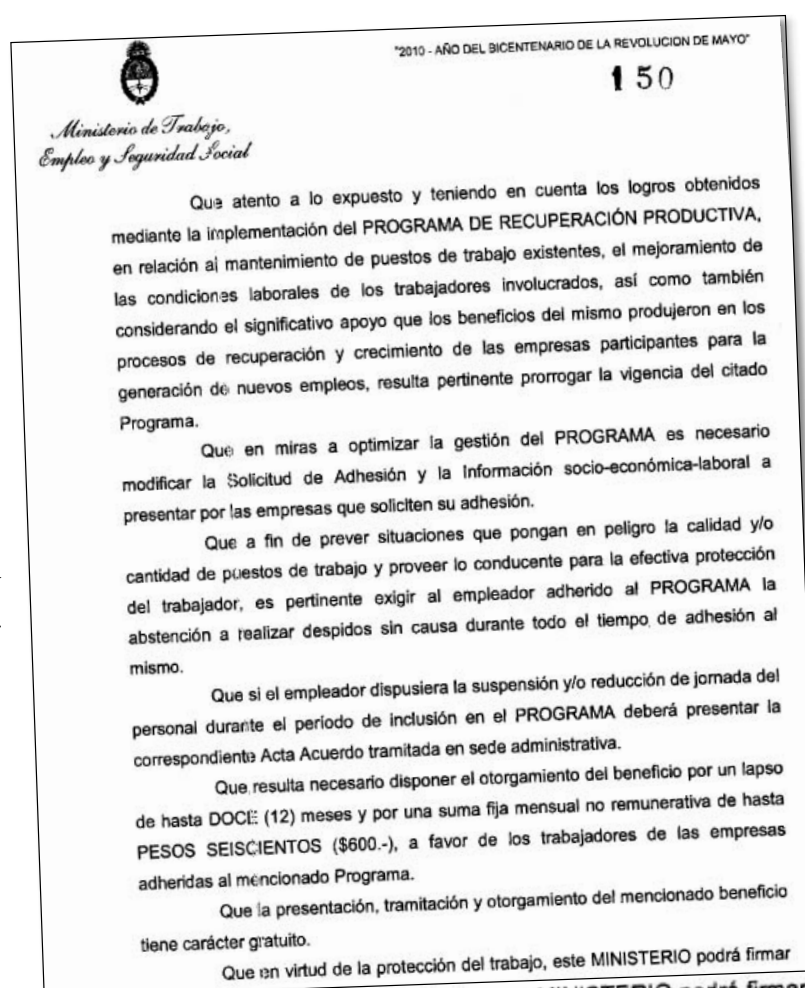 "2010 - AÑO DEL BICENTENARIO DE LA REVOLUCION DE MAYO"
150
Ministerio de Trabajo,
Empleo y Seguridad Social
Que atento a lo expuesto y teniendo en cuenta los logros obtenidos
mediante la implementación del PROGRAMA DE RECUPERACIÓN PRODUCTIVA,
en relación al mantenimiento de puestos de trabajo existentes, el mejoramiento de
las condiciones laborales de los trabajadores involucrados, así como también
considerando el significativo apoyo que los beneficios del mismo produjeron en los
procesos de recuperación y crecimiento de las empresas participantes para la
generación de nuevos empleos, resulta pertinente prorrogar la vigencia del citado
Programa.
Que en miras a optimizar la gestión del PROGRAMA es necesario
modificar la Solicitud de Adhesión y la Información socio-económica-laboral a
presentar por las empresas que soliciten su adhesión.
Que a fin de prever situaciones que pongan en peligro la calidad y/o
cantidad de puestos de trabajo y proveer lo conducente para la efectiva protección
del trabajador, es pertinente exigir al empleador adherido al PROGRAMA la
abstención a realizar despidos sin causa durante todo el tiempo de adhesión al
mismo.
Que si el empleador dispusiera la suspensión y/o reducción de jornada del
personal durante el período de inclusión en el PROGRAMA deberá presentar la
correspondiente Acta Acuerdo tramitada en sede administrativa.
Que resulta necesario disponer el otorgamiento del beneficio por un lapso
de hasta DOCE (12) meses y por una suma fija mensual no remunerativa de hasta
PESOS SEISCIENTOS ($600.-), a favor de los trabajadores de las empresas
adheridas al mencionado Programa.
Que la presentación, tramitación y otorgamiento del mencionado beneficio
tiene carácter gratuito.
Que en virtud de la protección del trabajo, este MINISTERIO podrá firmar
MINISTERIO podrá firmar